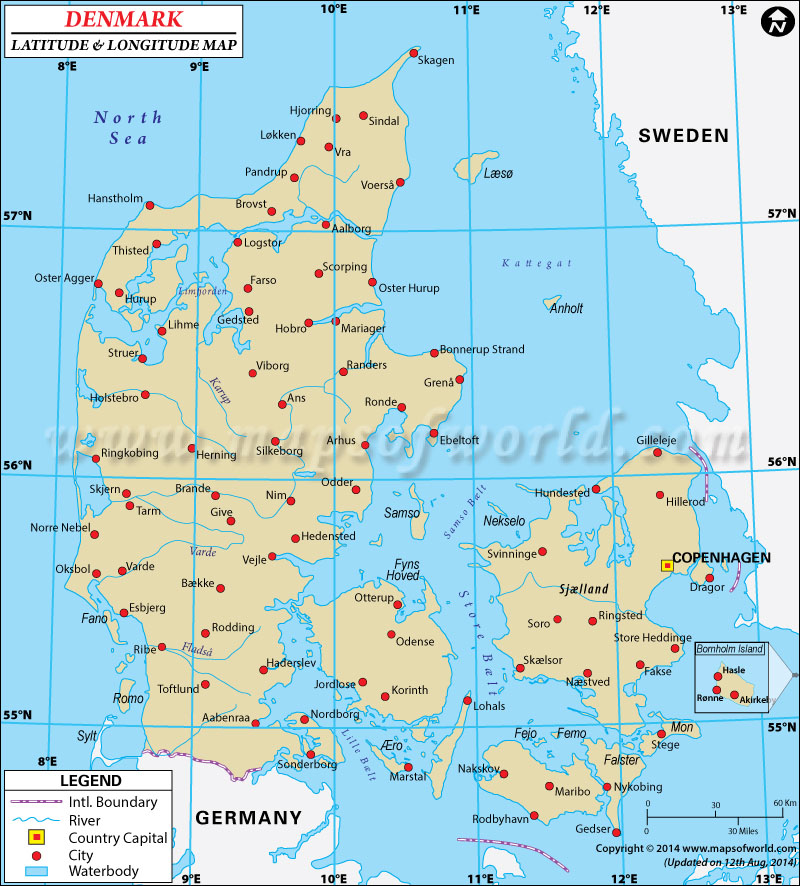 DENMARK
LATITUDE & LONGITUDE MAP
N
8°E
9°E
10°E
11°E
12°E
13°E
North
Sea
SWEDEN
Skagen
Hjorring
Sindal
Løkken
Vra
Pandrup
Voerså
Læsø
Hanstholm
Brovst
57°N
57°N
Aalborg
Thisted
Logstor
Kattegat
Scorping
Oster Agger
Farso
Oster Hurup
Hurup
Limfjorden
Anholt
Gedsted
Lihme
Hobro
Mariager
Struer
Bonnerup Strand
Viborg
Randers
Grenå
Karup
Holstebro
Ans
Ronde
www.mapsofworld.com
Silkeborg
Arhus
Ebeltoft
Gilleleje
Ringkobing
Herning
56°N
56°N
Skjern
Brande
Nim
Odder
Hundested
Hillerod
Tarm
Give
Samso
Samso Bælt
Nekselo
Norre Nebel
Hedensted
Varde
Svinninge
COPENHAGEN
Oksbol
Varde
Vejle
Fyns
Hoved
Dragor
Bække
Sjælland
Otterup
Store Bælt
Fano
Esbjerg
Soro
Ringsted
Rodding
Odense
Store Heddinge
Ribe
Fladså
Bornholm Island
Haderslev
Skælsor
Fakse
Hasle
Jordlose
Næstved
Toftlund
Korinth
Rønne
Akirkeby
Romo
Lohals
Aabenraa
Nordborg
55°N
55°N
Sylt
Lille Bælt
Æro
Fejo
Femo
Mon
Stege
8°E
Sonderborg
Marstal
Nakskov
Falster
Maribo
Nykobing
LEGEND
Intl. Boundary
River
Country Capital
City
Waterbody
GERMANY
Rodbyhavn
Gedser
0
60 Km
0
30 Miles
Copyright © 2014 www.mapsofworld.com
(Updated on 12th Aug, 2014)
9°E
10°E
11°E
12°E
13°E